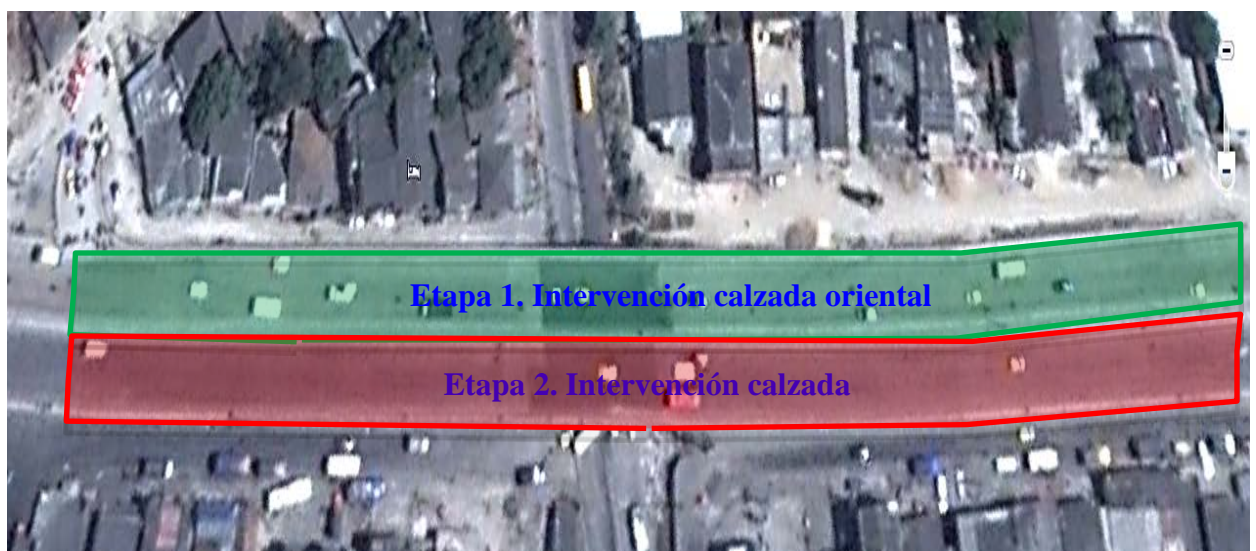 Etapa 1. Intervención calzada oriental
Etapa 2. Intervención calzada